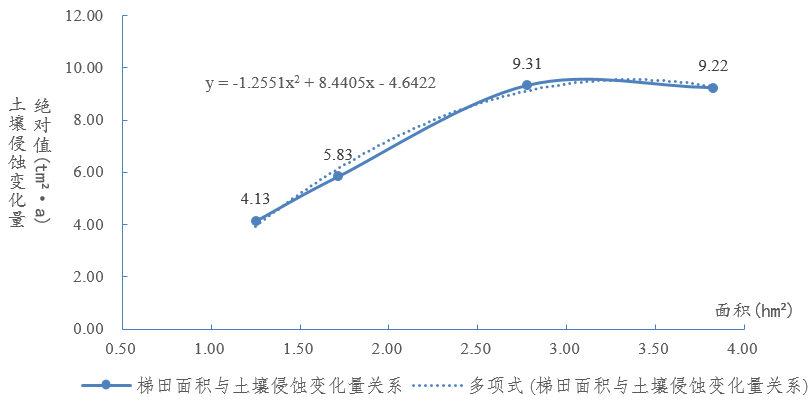 12.00
10.00
8.00
6.00
4.00
2.00
0.00
土壤侵蚀变化量
绝对值(tm²•a)
y = -1.2551x² + 8.4405x - 4.6422
4.13
5.83
9.31
9.22
面积(hm²)
0.50 1.00 1.50 2.00 2.50 3.00 3.50 4.00
梯田面积与土壤侵蚀变化量关系 多项式 (梯田面积与土壤侵蚀变化量关系)